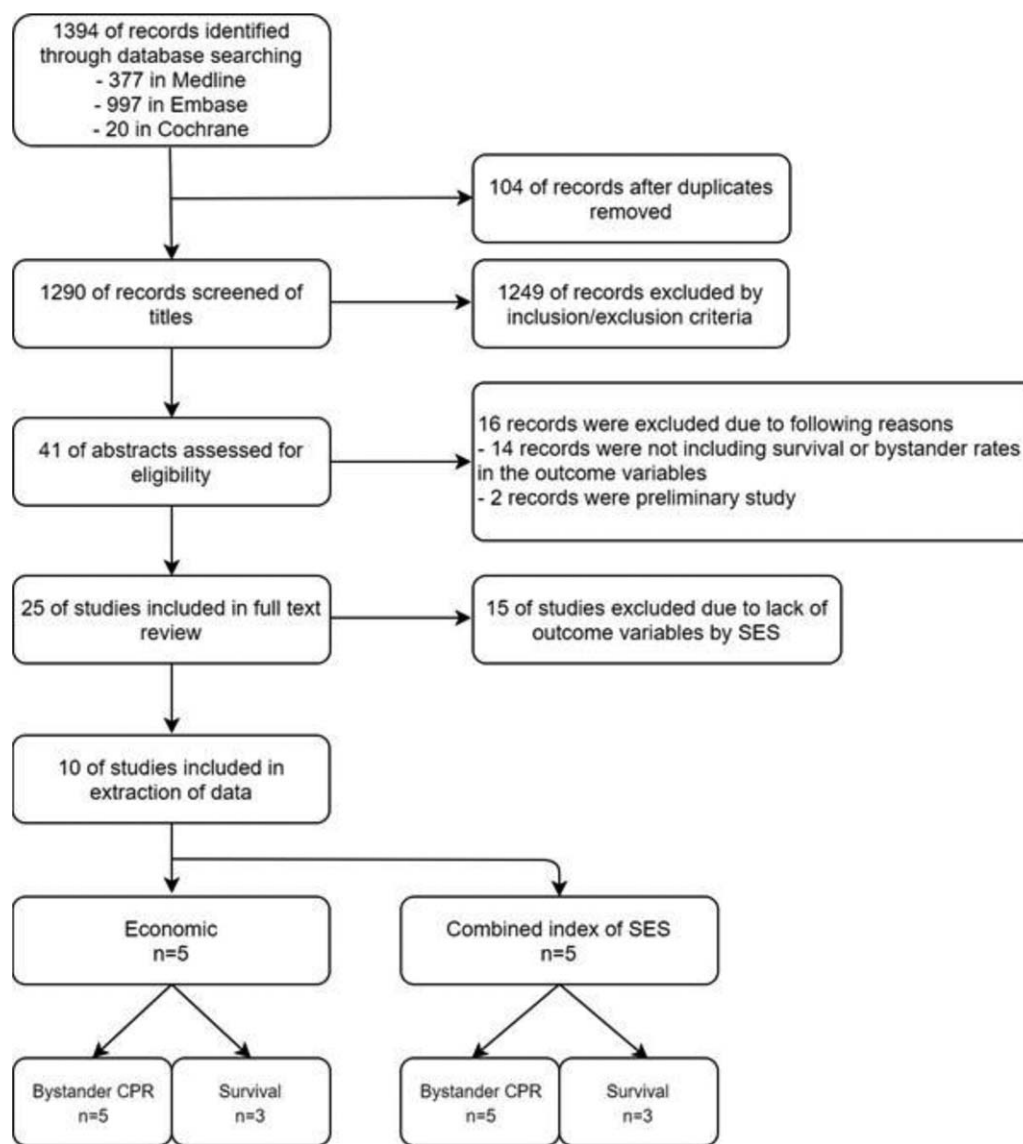 1394 of records identified
through database searching
- 377 in Medline
- 997 in Embase
- 20 in Cochrane
104 of records after duplicates
removed
1290 of records screened of
titles
1249 of records excluded by
inclusion/exclusion criteria
41 of abstracts assessed for
eligibility
16 records were excluded due to following reasons
- 14 records were not including survival or bystander rates
in the outcome variables
- 2 records were preliminary study
25 of studies included in full text
review
15 of studies excluded due to lack of
outcome variables by SES
10 of studies included in
extraction of data
Economic
n=5
Combined index of SES
n=5
Bystander CPR
n=5
Survival
n=3
Bystander CPR
n=5
Survival
n=3